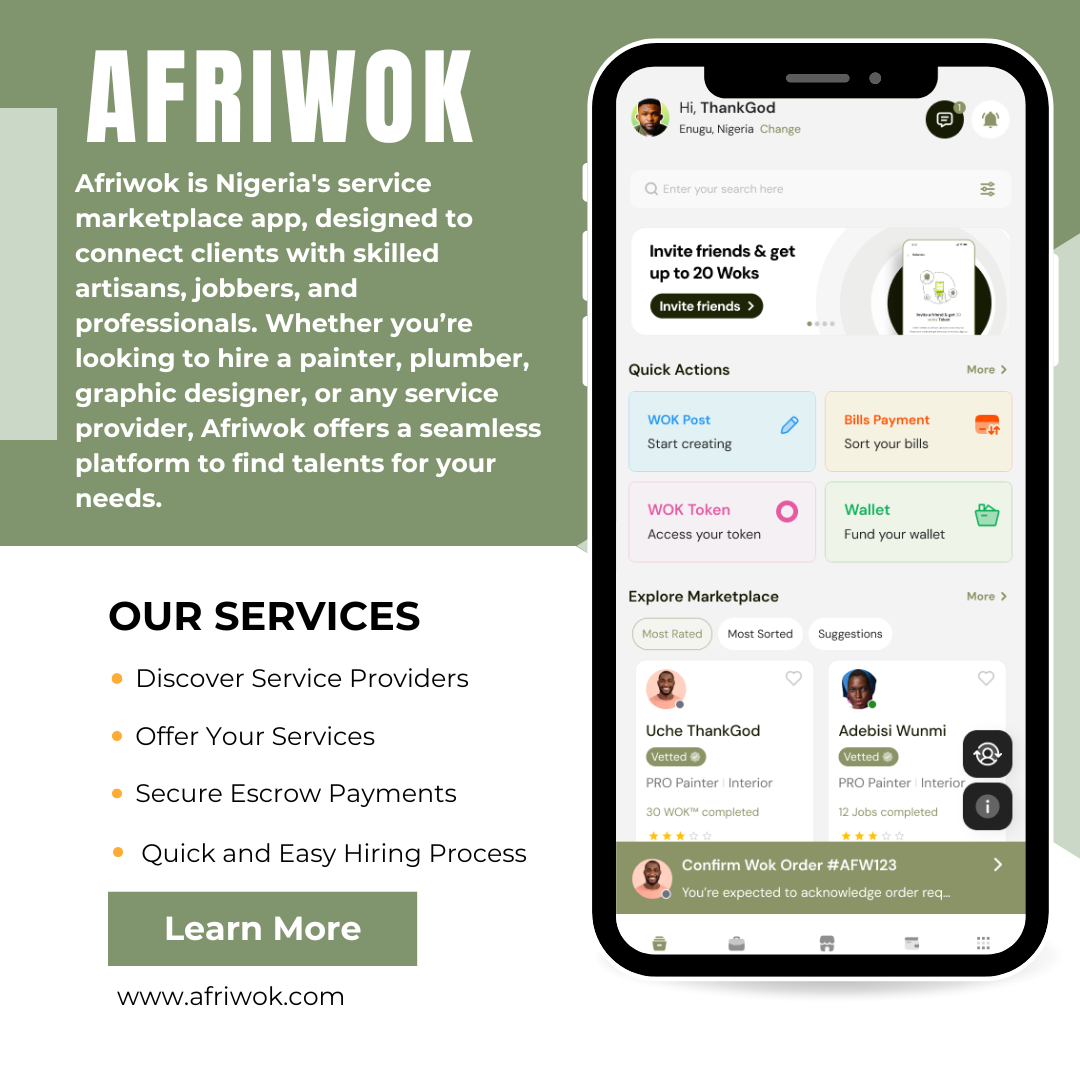 AFRIWOK
Afriwok is Nigeria's service
marketplace app, designed to
connect clients with skilled
artisans, jobbers, and
professionals. Whether you’re
looking to hire a painter, plumber,
graphic designer, or any service
provider, Afriwok offers a seamless
platform to find talents for your
needs.
OUR SERVICES
Discover Service Providers
Offer Your Services
Secure Escrow Payments
Quick and Easy Hiring Process
Learn More
www.afriwok.com
Hi, ThankGod
Enugu, Nigeria Change
1
Enter your search here
Invite friends & get
up to 20 Woks
Invite friends
Invite a friend & get 20
Token
Quick Actions More
WOK Post
Start creating
Bills Payment
Sort your bills
WOK Token
Access your token
Wallet
Fund your wallet
Explore Marketplace More
Most Rated Most Sorted Suggestions
Uche ThankGod
Vetted
PRO Painter | Interior
30 WOK™ completed
Adebisi Wunmi
Vetted
PRO Painter | Interior
12 Jobs completed
Confirm Wok Order #AFW123
You’re expected to acknowledge order req...